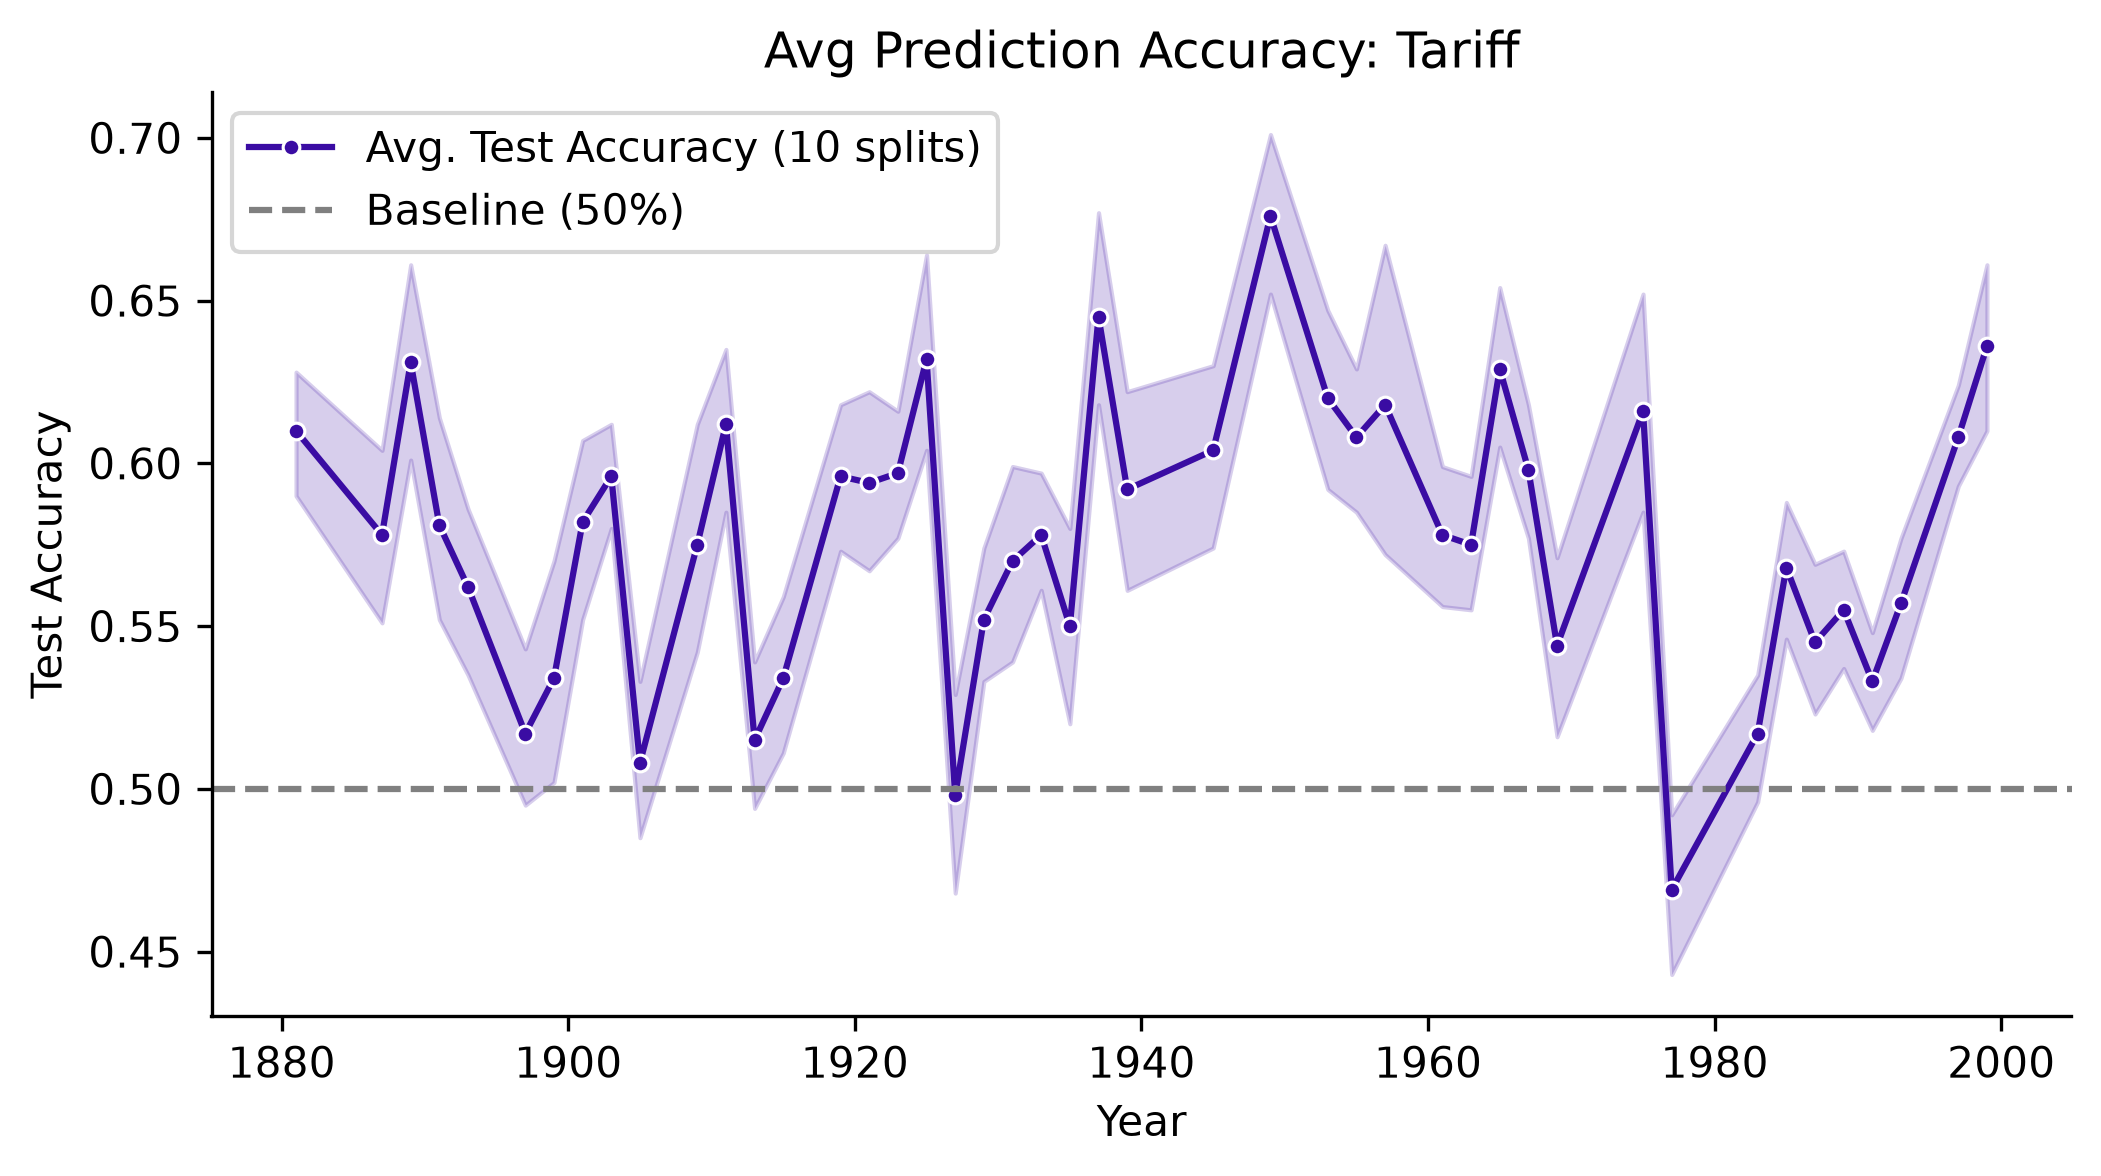 Avg Prediction Accuracy: Tariff
Avg. Test Accuracy (10 splits)
Baseline (50%)
0.70
0.65
0.60
0.55
0.50
0.45
Test Accuracy
1880 1900 1920 1940 1960 1980 2000
Year